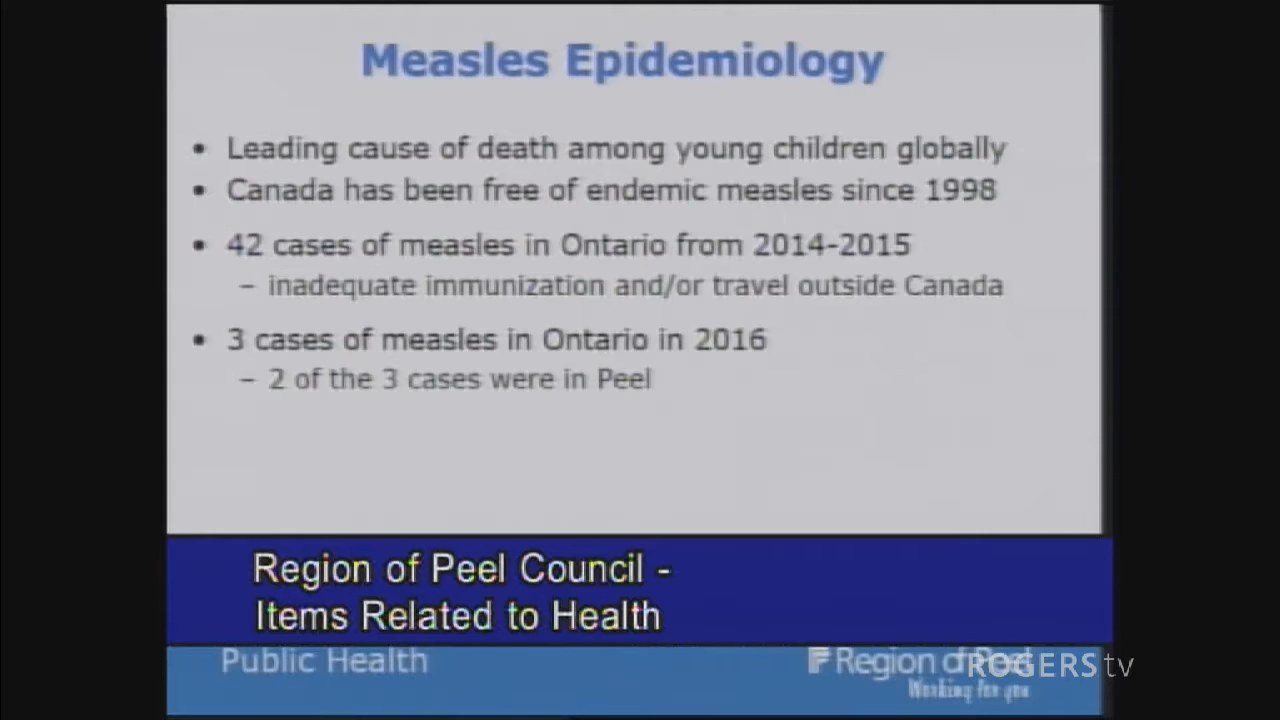 Measles Epidemiology
• Leading cause of death among young children globally
• Canada has been free of endemic measles since 1998
• 42 cases of measles in Ontario from 2014-2015
– inadequate immunization and/or travel outside Canada
• 3 cases of measles in Ontario in 2016
– 2 of the 3 cases were in Peel
Region of Peel Council -
Items Related to Health
Public Health
Region of Peel
ROGERStv
Working for you